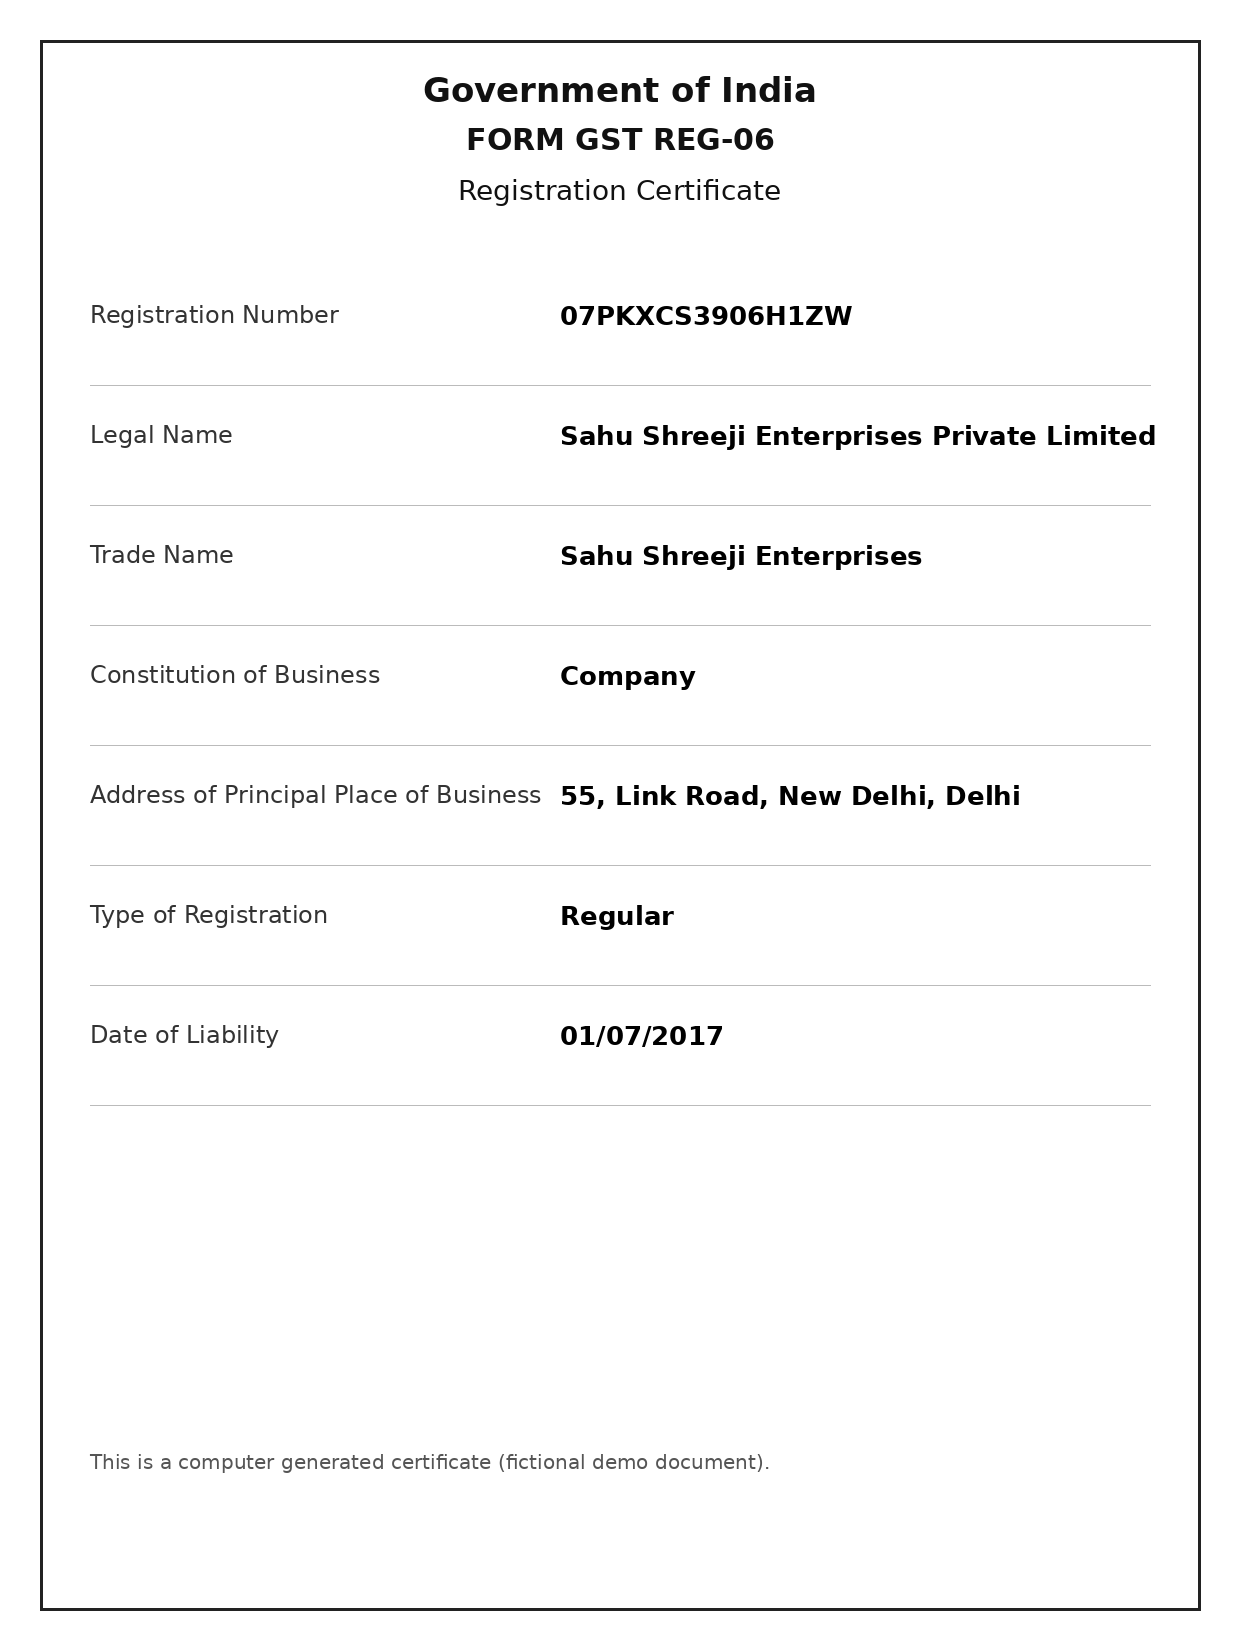 Government of India
FORM GST REG-06
Registration Certificate
Registration Number 07PKXCS3906H1ZW
Legal Name Sahu Shreeji Enterprises Private Limited
Trade Name Sahu Shreeji Enterprises
Constitution of Business Company
Address of Principal Place of Business 55, Link Road, New Delhi, Delhi
Type of Registration Regular
Date of Liability 01/07/2017
This is a computer generated certificate (fictional demo document).